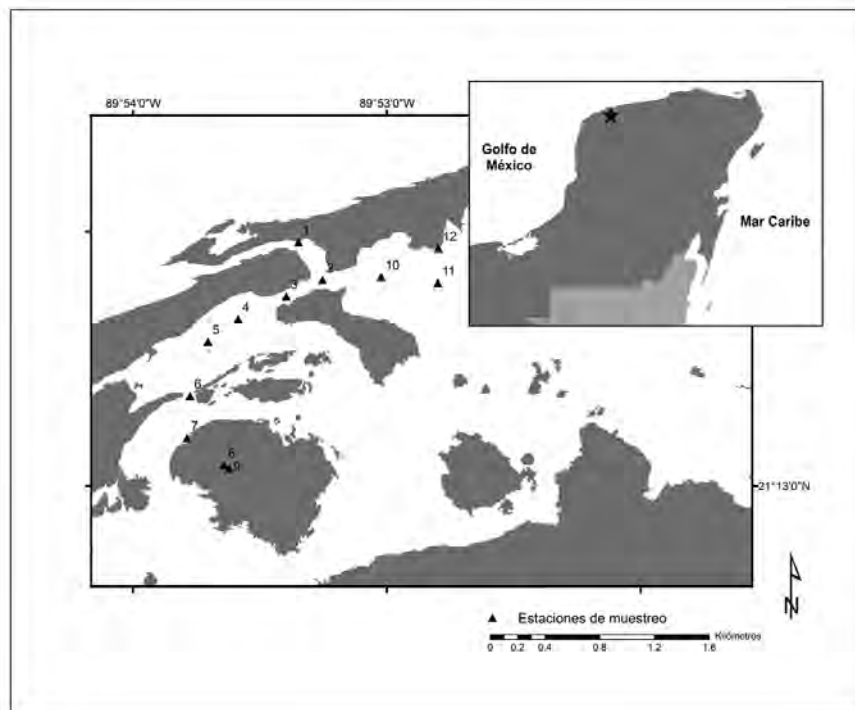 89°54'0"W
89°53'0"W
Golfo de
México
Mar Caribe
1
2
3
4
5
6
7
8
9
10
11
12
21°13'0"N
N
Estaciones de muestreo
Kilómetros
0 0.2 0.4 0.8 1.2 1.6